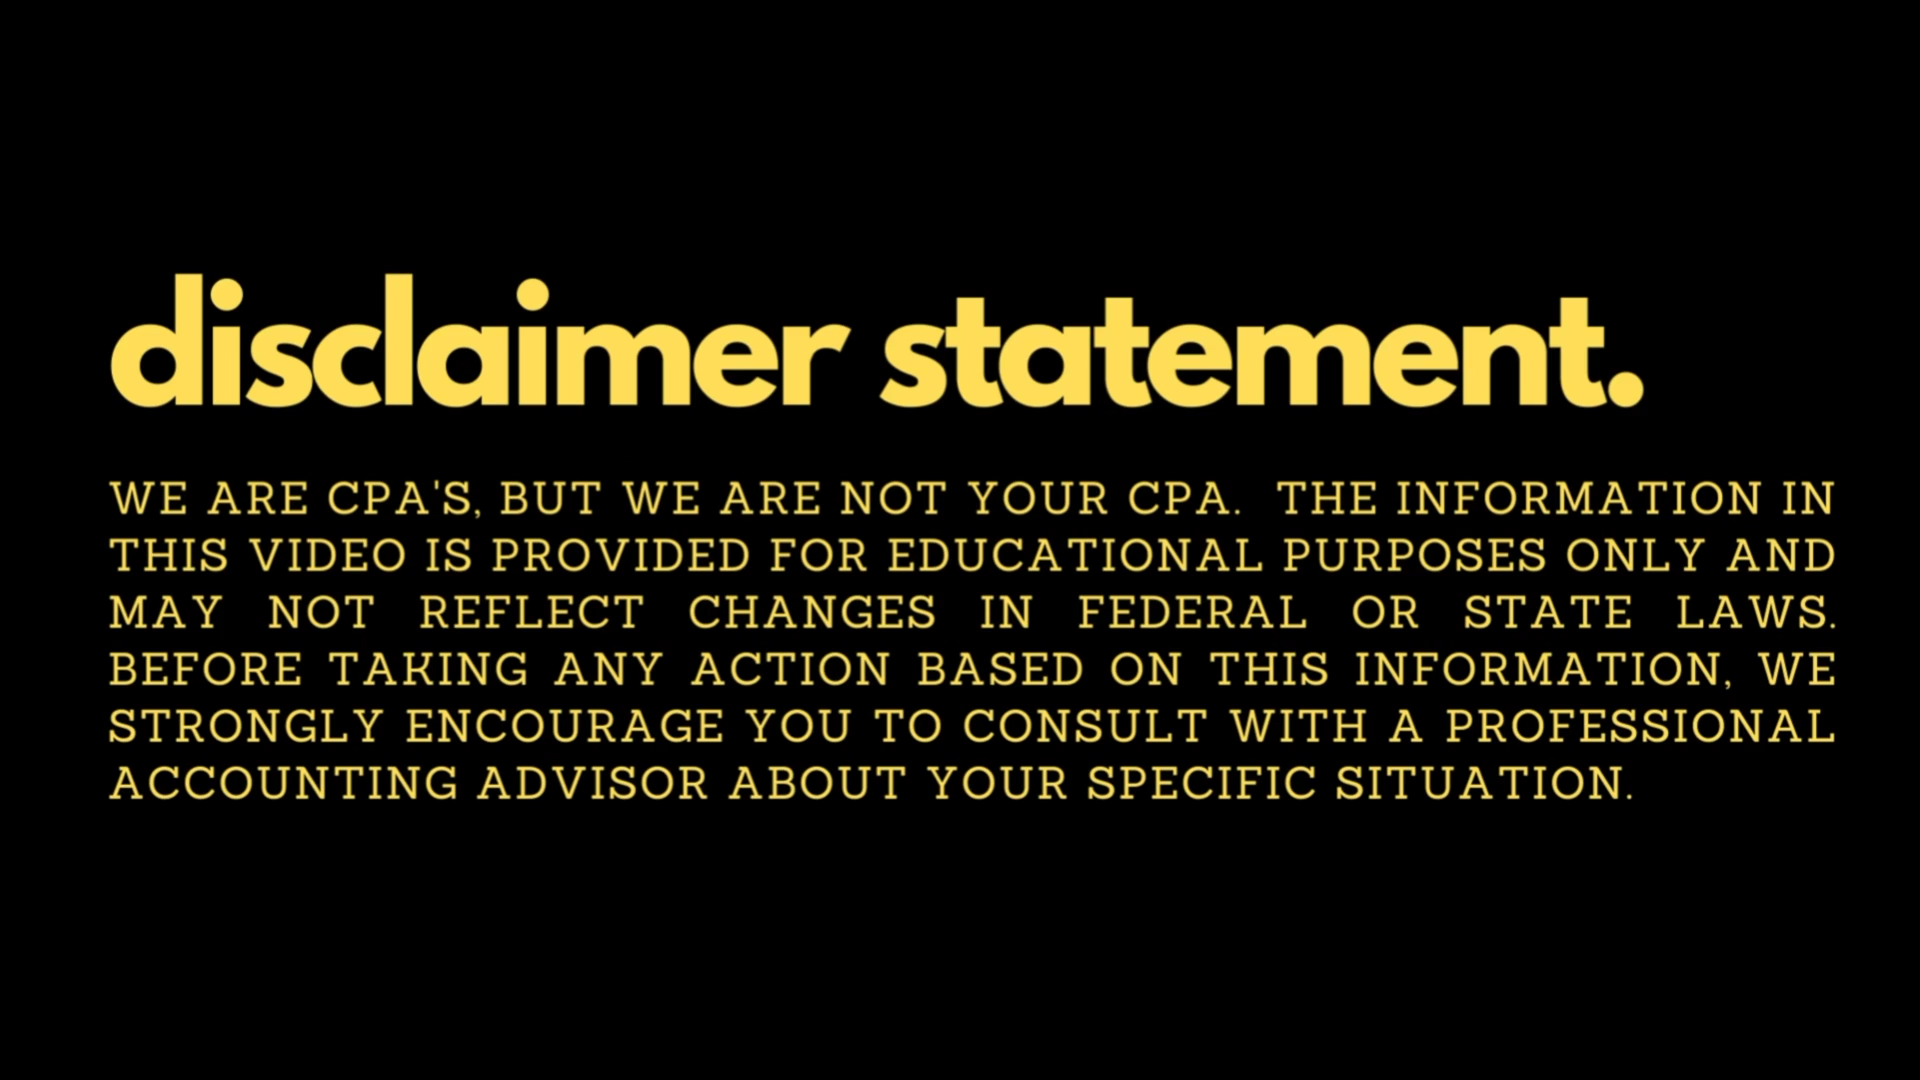 disclaimer statement.
WE ARE CPA'S, BUT WE ARE NOT YOUR CPA.  THE INFORMATION IN
THIS VIDEO IS PROVIDED FOR EDUCATIONAL PURPOSES ONLY AND
MAY NOT REFLECT CHANGES IN FEDERAL OR STATE LAWS.
BEFORE TAKING ANY ACTION BASED ON THIS INFORMATION, WE
STRONGLY ENCOURAGE YOU TO CONSULT WITH A PROFESSIONAL
ACCOUNTING ADVISOR ABOUT YOUR SPECIFIC SITUATION.